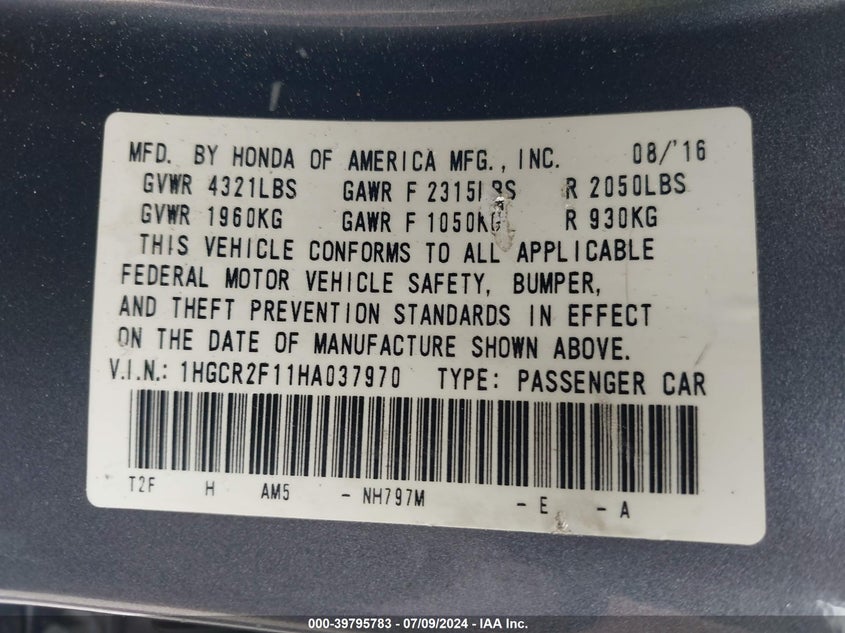 MFD. BY HONDA OF AMERICA MFG., INC. 08/'16
GVWR 4321LBS GAWR F 2315LBS R 2050LBS
GVWR 1960KG GAWR F 1050KG R 930KG
THIS VEHICLE CONFORMS TO ALL APPLICABLE
FEDERAL MOTOR VEHICLE SAFETY, BUMPER,
AND THEFT PREVENTION STANDARDS IN EFFECT
ON THE DATE OF MANUFACTURE SHOWN ABOVE.
V.I.N.: 1HGCR2F11HA037970 TYPE: PASSENGER CAR
T2F H AM5 - NH797M - E - A
000-39795783 - 07/09/2024 - IAA Inc.